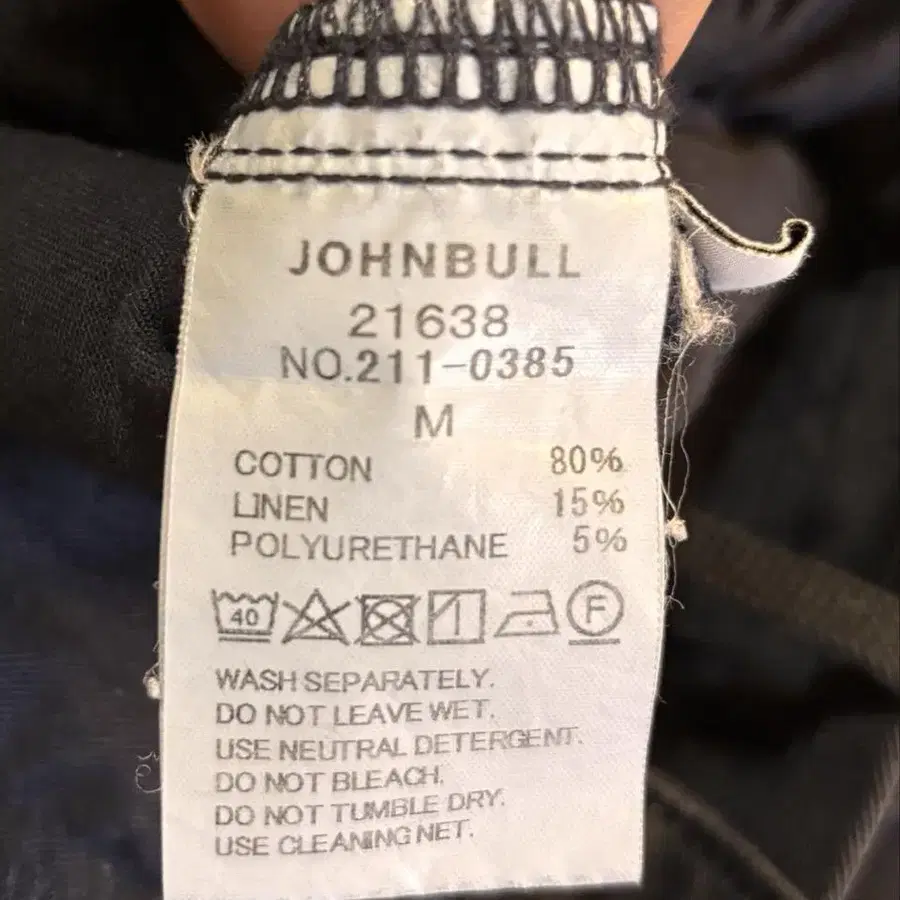 JOHNBULL
21638
NO.211-0385
M
COTTON 80%
LINEN 15%
POLYURETHANE 5%
40 F
WASH SEPARATELY.
DO NOT LEAVE WET.
USE NEUTRAL DETERGENT.
DO NOT BLEACH.
DO NOT TUMBLE DRY.
USE CLEANING NET.